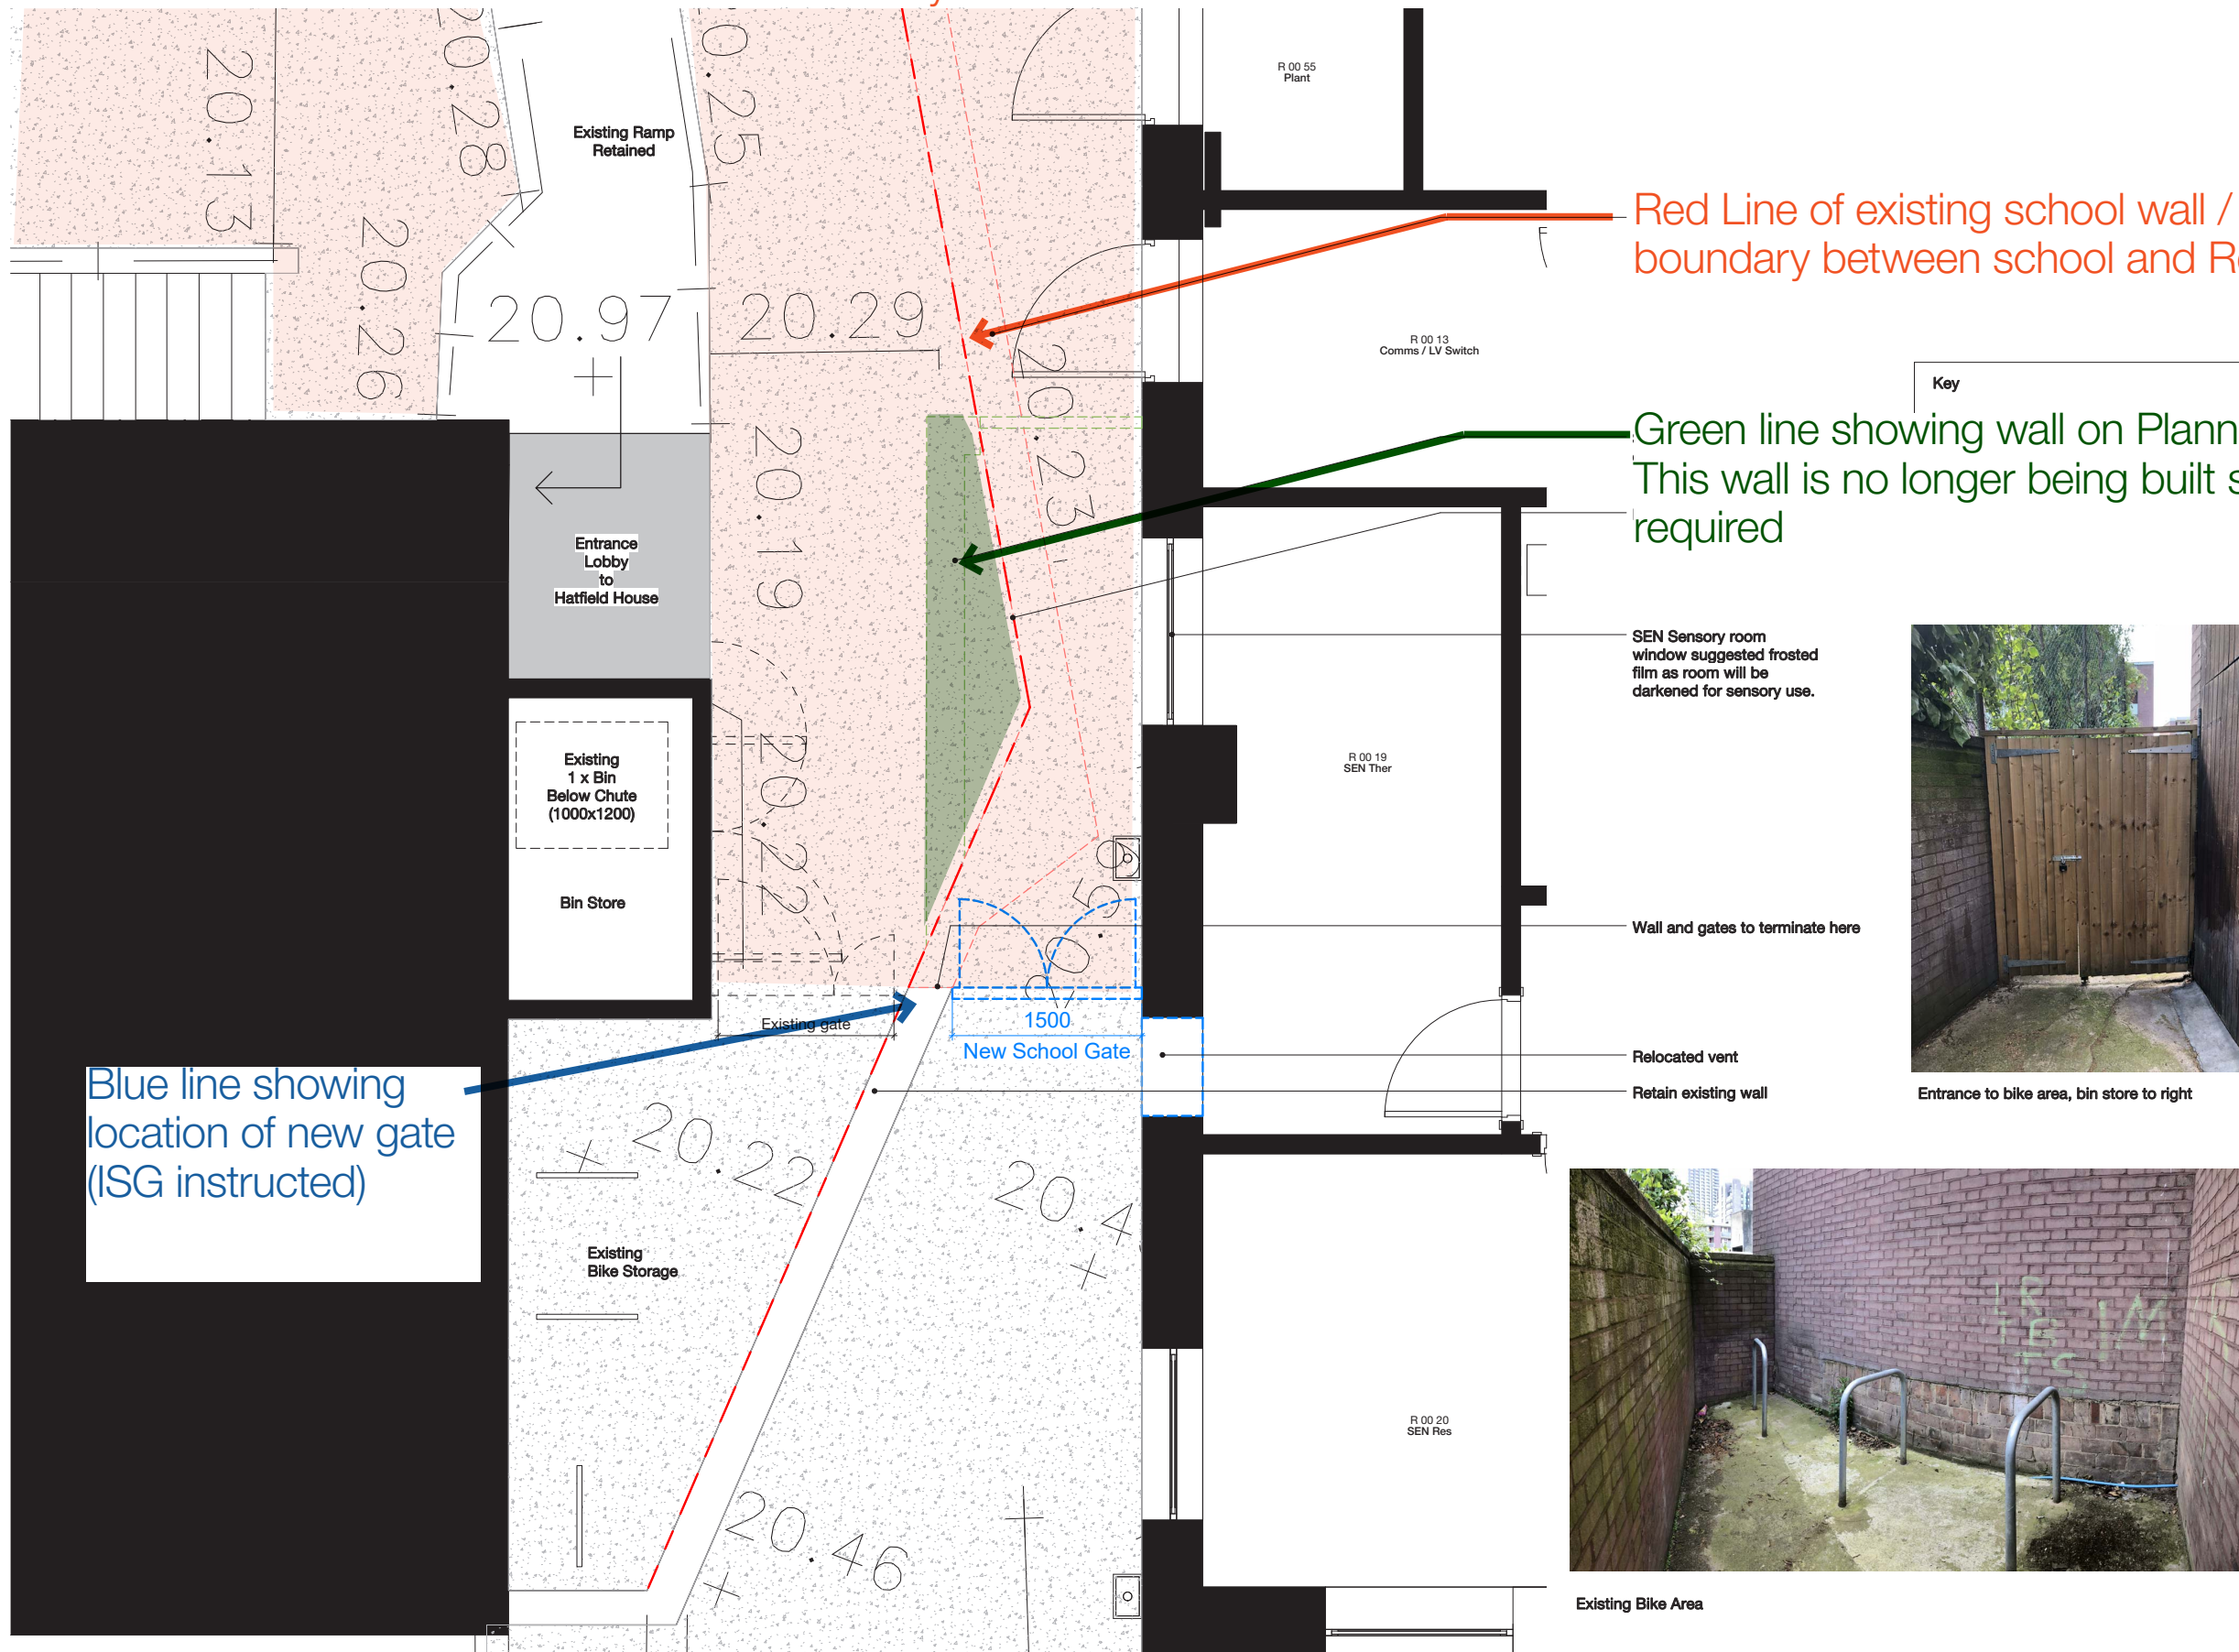 20.13
20.28
20.25
Existing Ramp
Retained
R 00 55
Plant
Red Line of existing school wall /
boundary between school and
20.26
20.97
20.29
20.23
R 00 13
Comms / LV Switch
Key
Green line showing wall on
This wall is no longer being built
required
20.19
Entrance
Lobby
to
Hatfield House
SEN Sensory room
window suggested frosted
film as room will be
darkened for sensory use.
Existing
1 x Bin
Below Chute
(1000x1200)
20.22
R 00 19
SEN Ther
Bin Store
Wall and gates to terminate here
Existing gate
1500
New School Gate
Relocated vent
Retain existing wall
Entrance to bike area, bin store to right
Blue line showing
location of new gate
(ISG instructed)
20.22
20.4
Existing
Bike Storage
R 00 20
SEN Res
20.46
Existing Bike Area